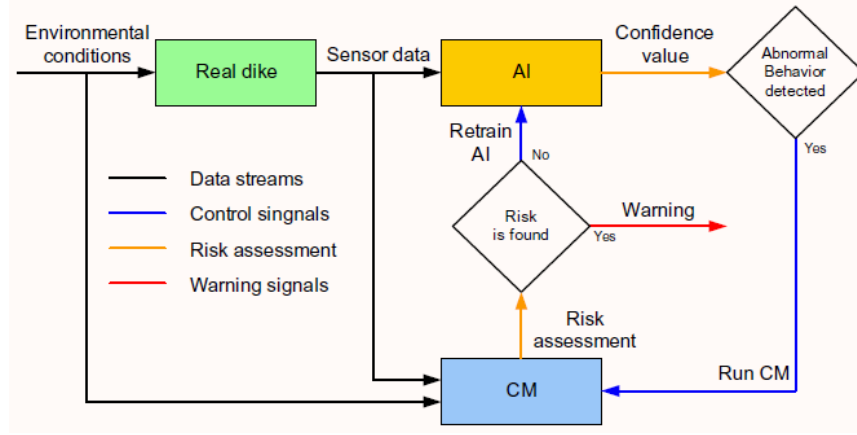 Environmental
conditions
Real dike
Sensor data
AI
Confidence
value
Abnormal
Behavior
detected
Yes
Retrain
AI
No
Risk
is found
Yes
Warning
Data streams
Control singnals
Risk assessment
Warning signals
Risk
assessment
CM
Run CM